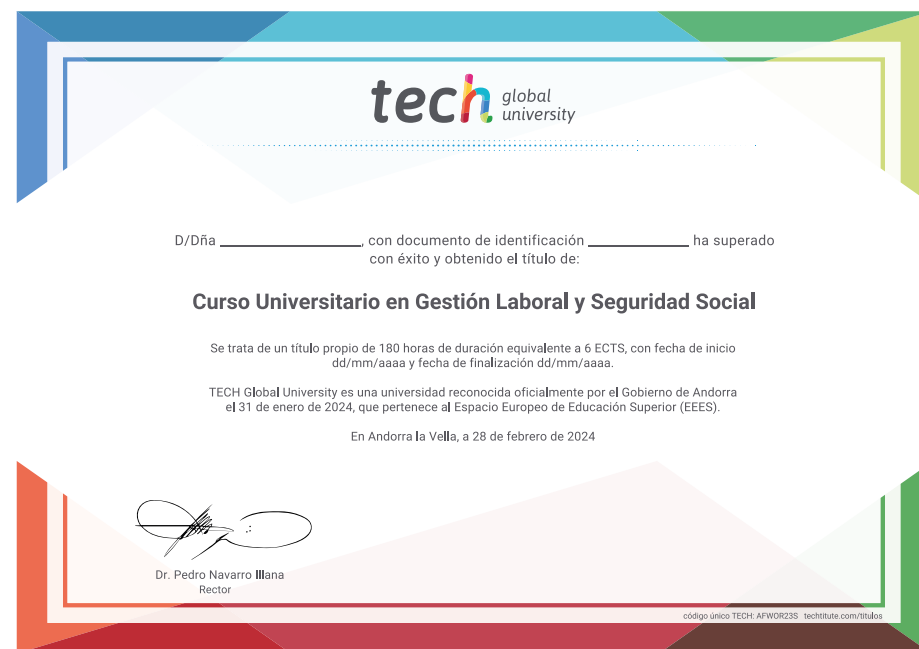 tech global university
D/Dña ____________________, con documento de identificación ______________ ha superado
con éxito y obtenido el título de:
Curso Universitario en Gestión Laboral y Seguridad Social
Se trata de un título propio de 180 horas de duración equivalente a 6 ECTS, con fecha de inicio
dd/mm/aaaa y fecha de finalización dd/mm/aaaa.
TECH Global University es una universidad reconocida oficialmente por el Gobierno de Andorra
el 31 de enero de 2024, que pertenece al Espacio Europeo de Educación Superior (EEES).
En Andorra la Vella, a 28 de febrero de 2024
Dr. Pedro Navarro Illana
Rector
código único TECH: AFWOR23S techtitute.com/titulos